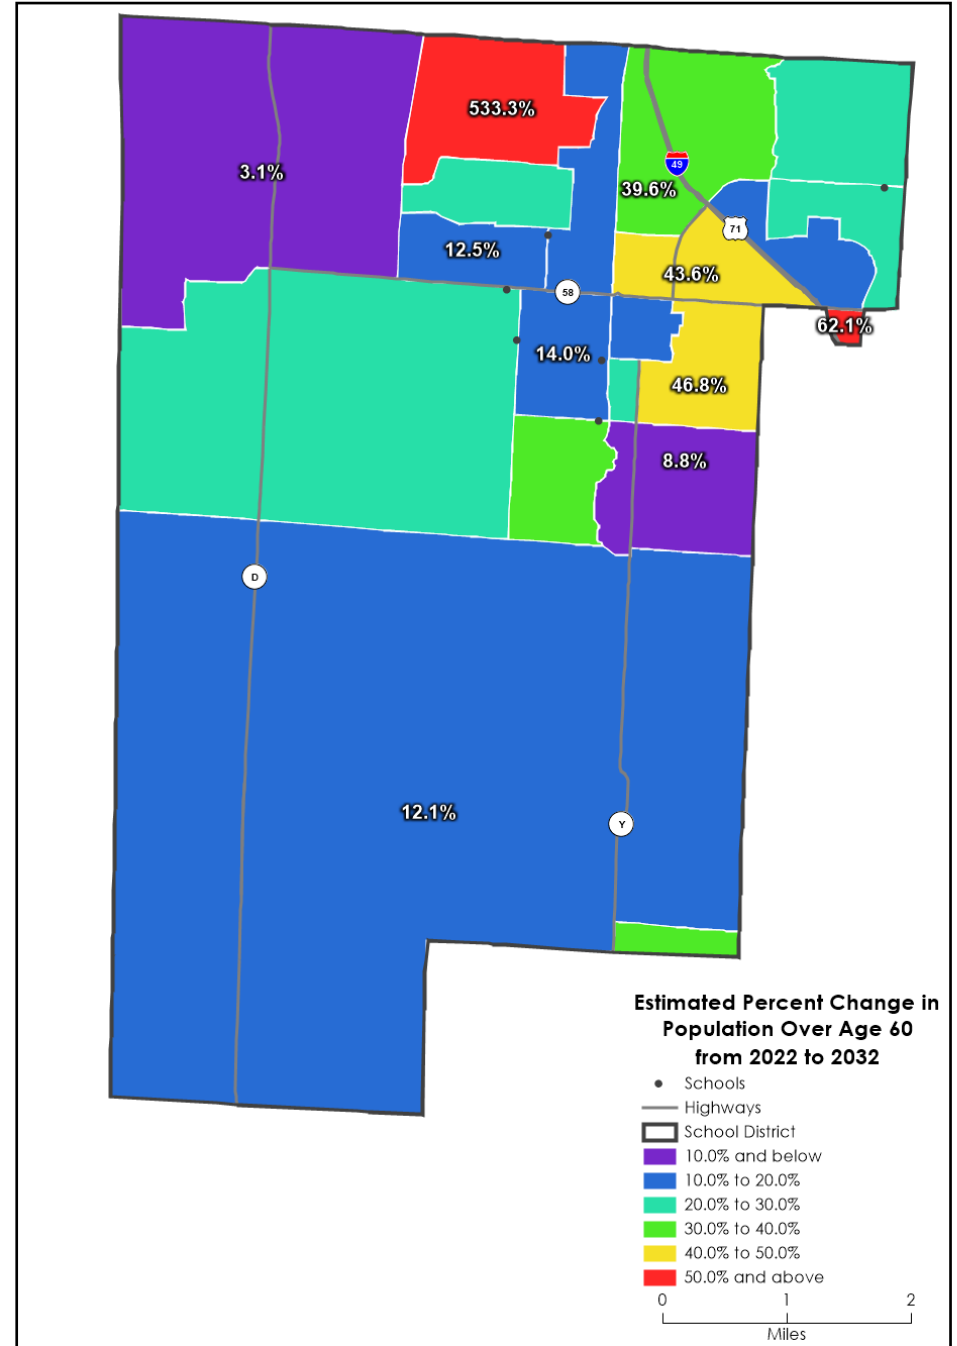 533.3%
49
3.1%
39.6%
71
12.5%
43.6%
58
62.1%
14.0%
46.8%
8.8%
D
12.1%
Y
Estimated Percent Change in
Population Over Age 60
from 2022 to 2032
Schools
Highways
School District
10.0% and below
10.0% to 20.0%
20.0% to 30.0%
30.0% to 40.0%
40.0% to 50.0%
50.0% and above
0 1 2
Miles